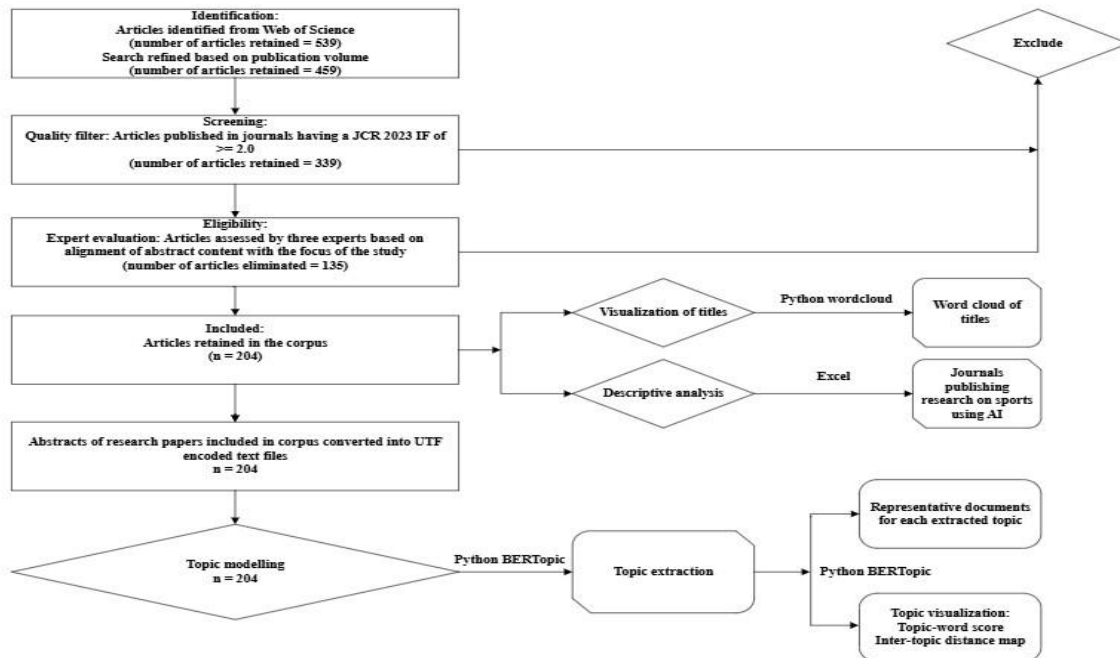 Identification:
Articles identified from Web of Science
(number of articles retained = 539)
Search refined based on publication volume
(number of articles retained = 459)
Exclude
Screening:
Quality filter: Articles published in journals having a JCR 2023 IF of
>= 2.0
(number of articles retained = 339)
Eligibility:
Expert evaluation: Articles assessed by three experts based on
alignment of abstract content with the focus of the study
(number of articles eliminated = 135)
Included:
Articles retained in the corpus
(n = 204)
Visualization of titles
Python wordcloud
Word cloud of
titles
Descriptive analysis
Excel
Journals
publishing
research on sports
using AI
Abstracts of research papers included in corpus converted into UTF
encoded text files
n = 204
Topic modelling
n = 204
Python BERTopic
Topic extraction
Python BERTopic
Representative documents
for each extracted topic
Topic visualization:
Topic-word score
Inter-topic distance map